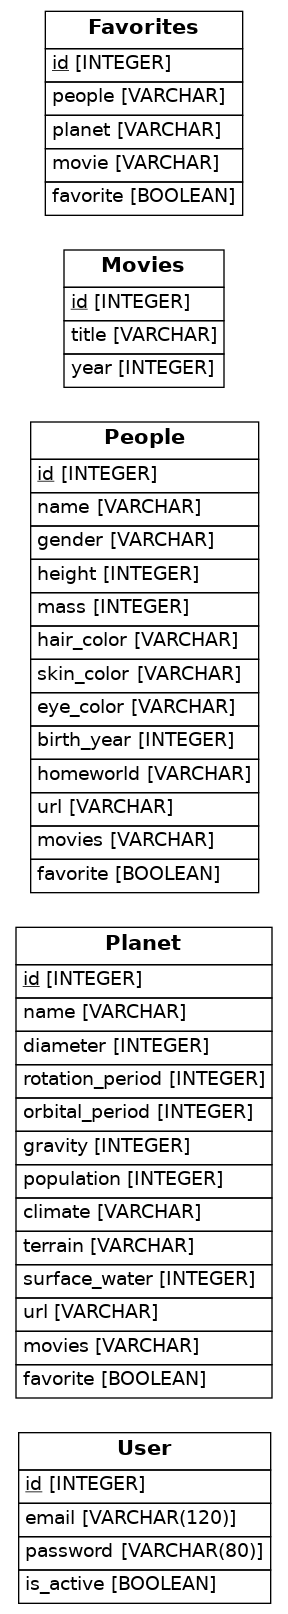 Favorites
id [INTEGER]
people [VARCHAR]
planet [VARCHAR]
movie [VARCHAR]
favorite [BOOLEAN]
Movies
id [INTEGER]
title [VARCHAR]
year [INTEGER]
People
id [INTEGER]
name [VARCHAR]
gender [VARCHAR]
height [INTEGER]
mass [INTEGER]
hair_color [VARCHAR]
skin_color [VARCHAR]
eye_color [VARCHAR]
birth_year [INTEGER]
homeworld [VARCHAR]
url [VARCHAR]
movies [VARCHAR]
favorite [BOOLEAN]
Planet
id [INTEGER]
name [VARCHAR]
diameter [INTEGER]
rotation_period [INTEGER]
orbital_period [INTEGER]
gravity [INTEGER]
population [INTEGER]
climate [VARCHAR]
terrain [VARCHAR]
surface_water [INTEGER]
url [VARCHAR]
movies [VARCHAR]
favorite [BOOLEAN]
User
id [INTEGER]
email [VARCHAR(120)]
password [VARCHAR(80)]
is_active [BOOLEAN]